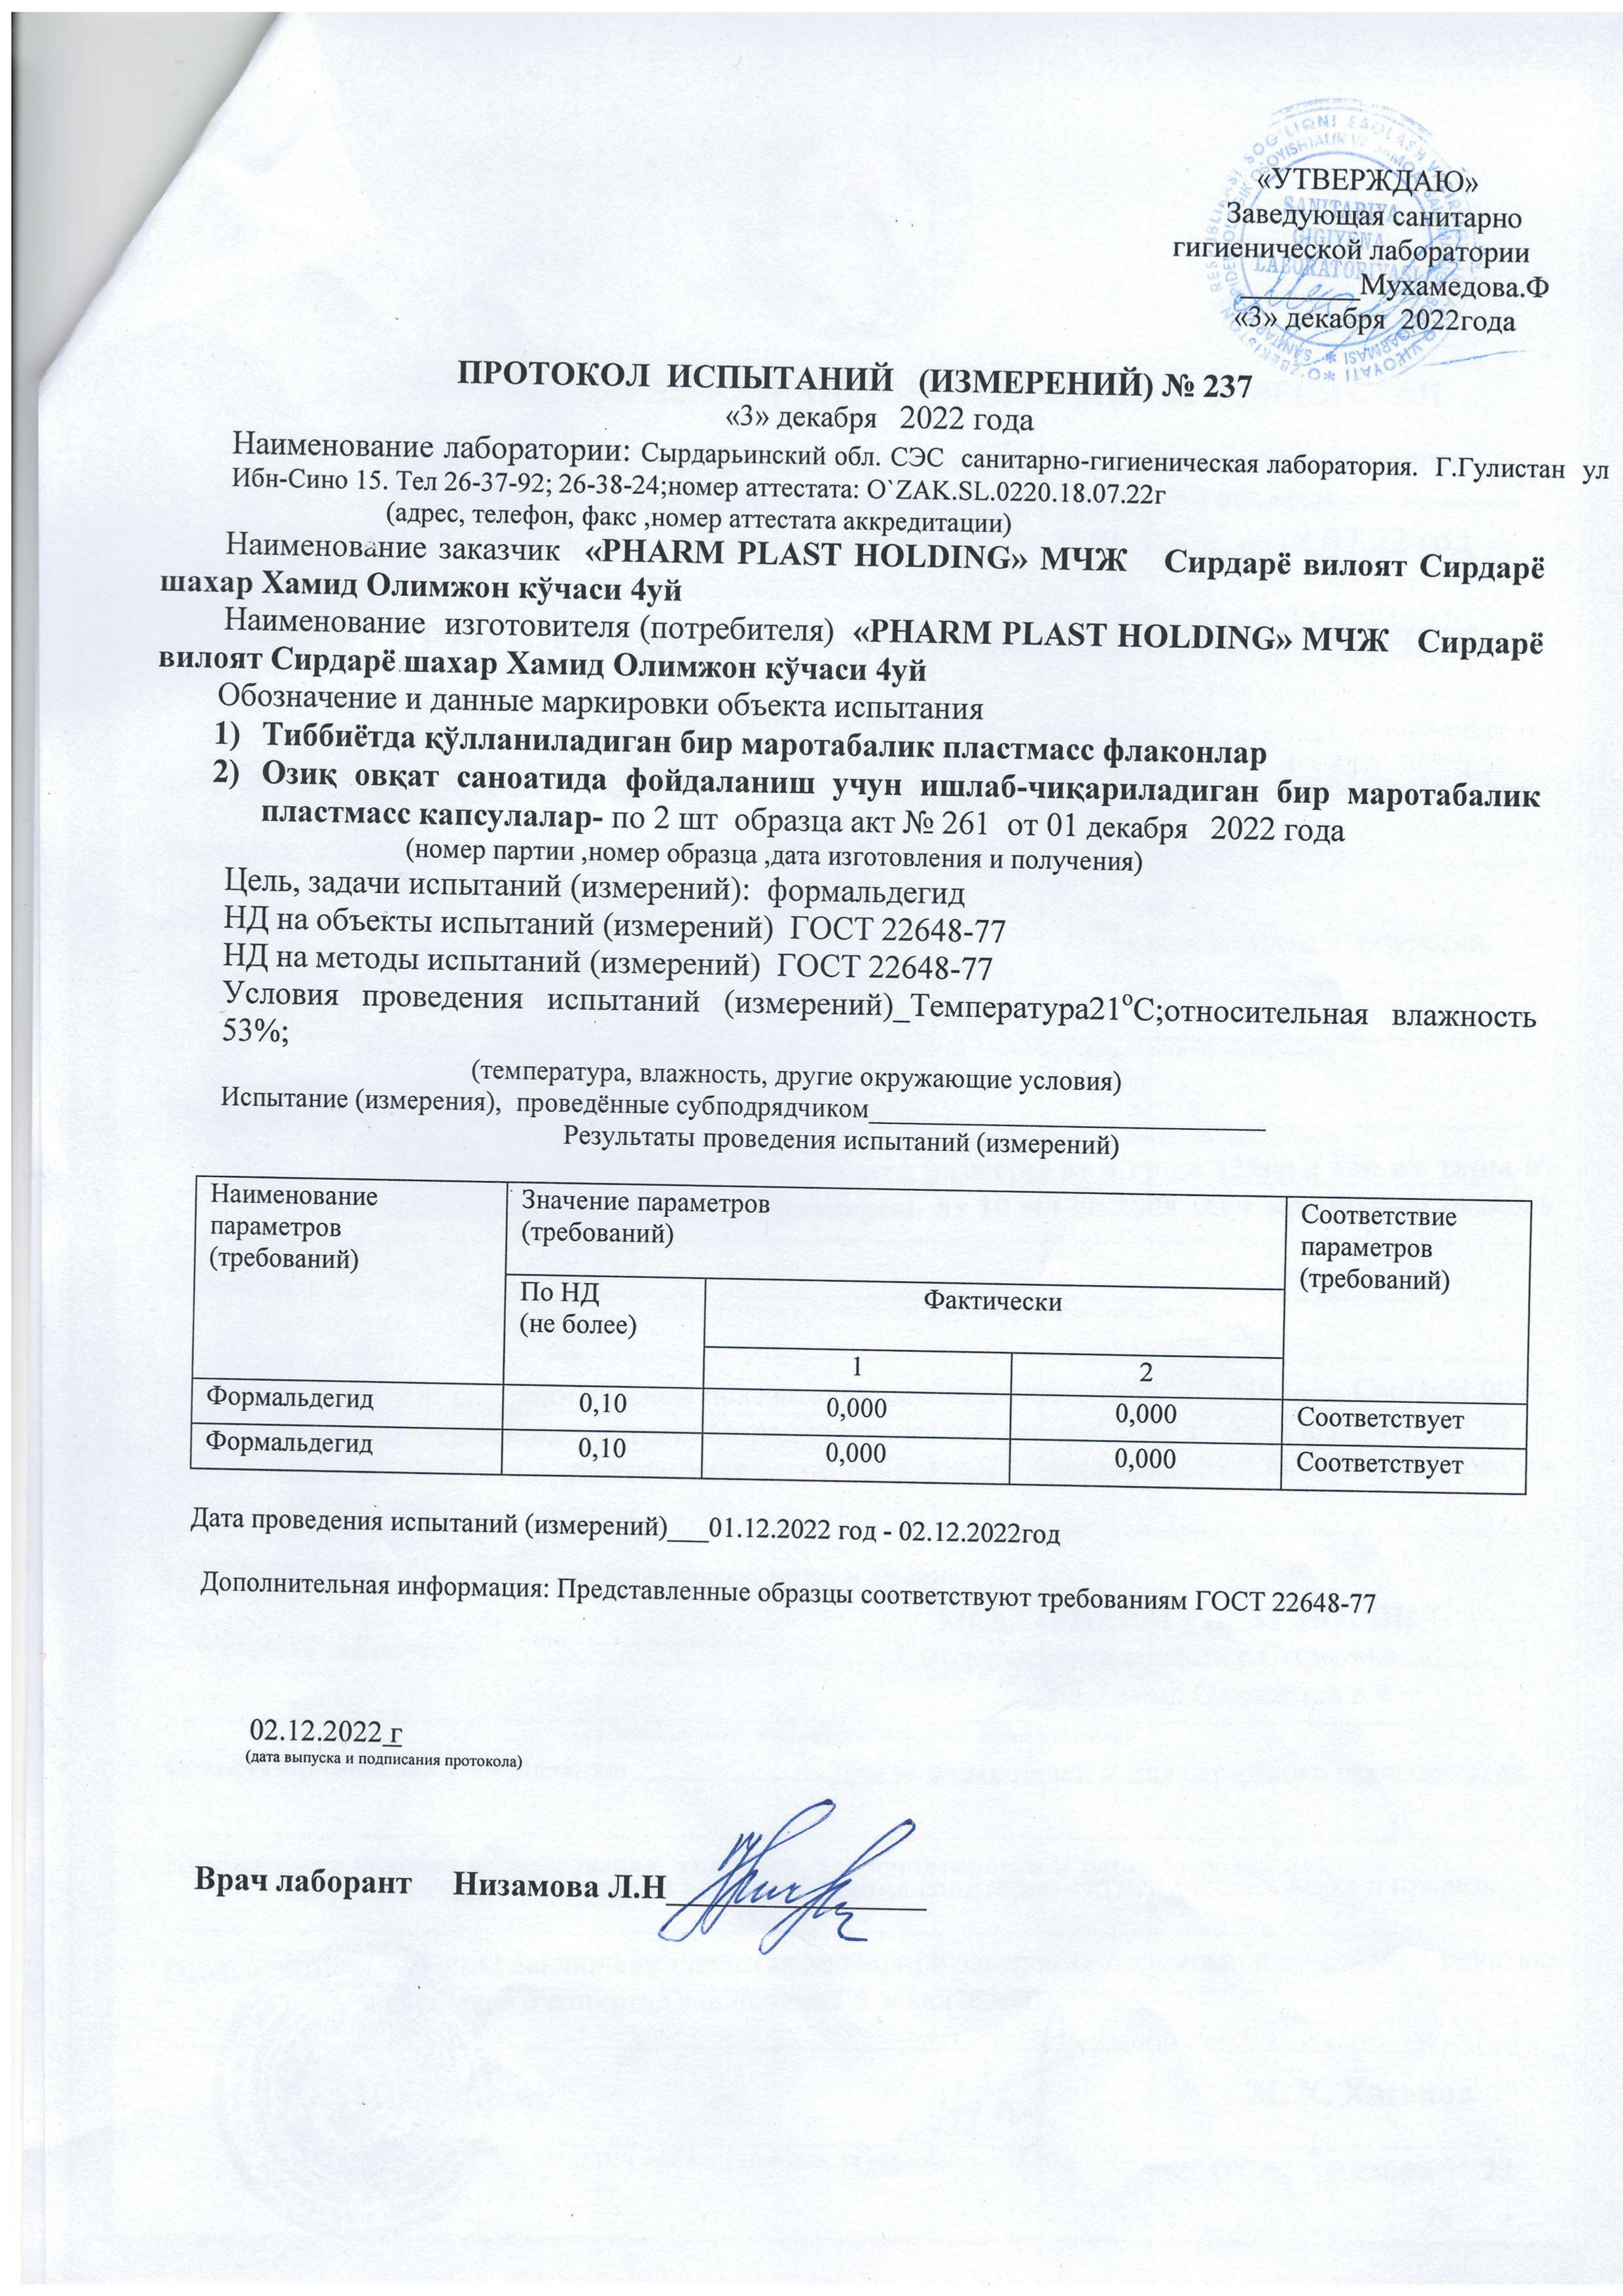 «УТВЕРЖДАЮ»
Заведующая санитарно
гигиенической лаборатории
________Мухамедова.Ф
«3» декабря 2022года
SANITARIYA
GIGIYENA
LABORATORIYASI
ПРОТОКОЛ ИСПЫТАНИЙ (ИЗМЕРЕНИЙ) № 237
«3» декабря 2022 года
Наименование лаборатории: Сырдарьинский обл. СЭС санитарно-гигиеническая лаборатория. Г.Гулистан ул
Ибн-Сино 15. Тел 26-37-92; 26-38-24;номер аттестата: O`ZAK.SL.0220.18.07.22г
(адрес, телефон, факс ,номер аттестата аккредитации)
Наименование заказчик «PHARM PLAST HOLDING» МЧЖ Сирдарё вилоят Сирдарё
шахар Хамид Олимжон кўчаси 4уй
Наименование изготовителя (потребителя) «PHARM PLAST HOLDING» МЧЖ Сирдарё
вилоят Сирдарё шахар Хамид Олимжон кўчаси 4уй
Обозначение и данные маркировки объекта испытания
1) Тиббиётда қўлланиладиган бир маротабалик пластмасс флаконлар
2) Озиқ овқат саноатида фойдаланиш учун ишлаб-чиқариладиган бир маротабалик
пластмасс капсулалар- по 2 шт образца акт № 261 от 01 декабря 2022 года
(номер партии ,номер образца ,дата изготовления и получения)
Цель, задачи испытаний (измерений): формальдегид
НД на объекты испытаний (измерений) ГОСТ 22648-77
НД на методы испытаний (измерений) ГОСТ 22648-77
Условия проведения испытаний (измерений)_Температура21⁰С;относительная влажность
53%;
(температура, влажность, другие окружающие условия)
Испытание (измерения), проведённые субподрядчиком____________________________
Результаты проведения испытаний (измерений)
Наименование параметров (требований) Значение параметров (требований) Соответствие параметров (требований)
По НД (не более) Фактически
1 2
Формальдегид 0,10 0,000 0,000 Соответствует
Формальдегид 0,10 0,000 0,000 Соответствует
Дата проведения испытаний (измерений)___01.12.2022 год - 02.12.2022год
Дополнительная информация: Представленные образцы соответствуют требованиям ГОСТ 22648-77
02.12.2022 г
(дата выпуска и подписания протокола)
Врач лаборант Низамова Л.Н________________